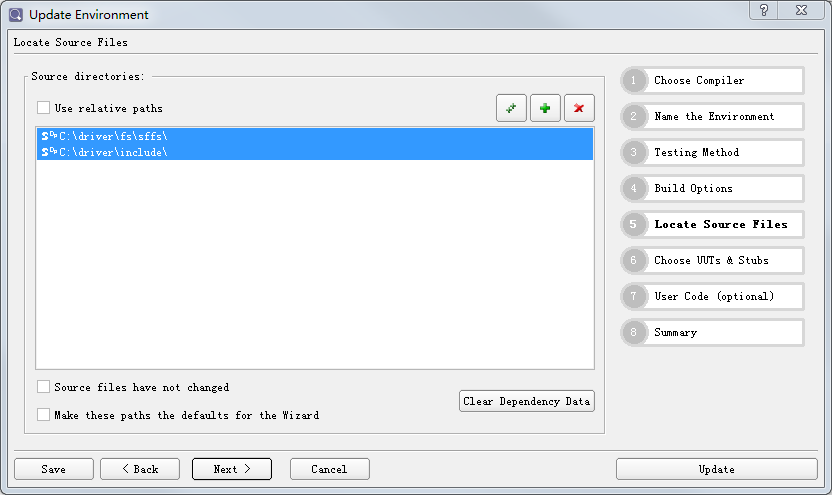 Update Environment
Locate Source Files
Source directories:
Use relative paths
C:\driver\fs\sffs\
C:\driver\include\
Source files have not changed
Make these paths the defaults for the Wizard
Clear Dependency Data
1 Choose Compiler
2 Name the Environment
3 Testing Method
4 Build Options
5 Locate Source Files
6 Choose UUTs & Stubs
7 User Code (optional)
8 Summary
Save
< Back
Next >
Cancel
Update